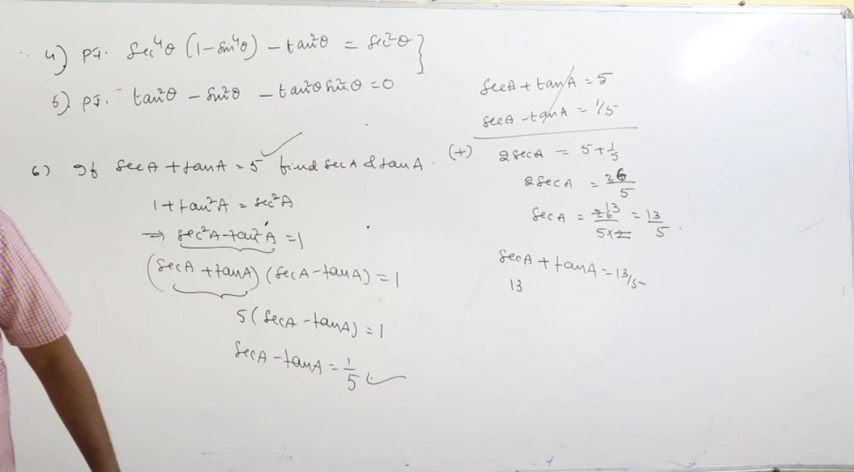 4) PT. Sec⁴θ (1-Sin⁴θ) - tan²θ = Sec²θ }
5) PT. tan²θ - Sin²θ - tan²θ Sin²θ = 0
6) If SecA + tanA = 5 find SecA & tanA.
1 + tan²A = Sec²A
⇒ Sec²A - tan²A = 1
(SecA + tanA) (SecA - tanA) = 1
5(SecA - tanA) = 1
SecA - tanA = 1/5
SecA + tanA = 5
SecA - tanA = 1/5
(+) 2SecA = 5 + 1/5
2SecA = 26/5
SecA = 26 13/5×2 = 13/5.
SecA + tanA = 13/5
13